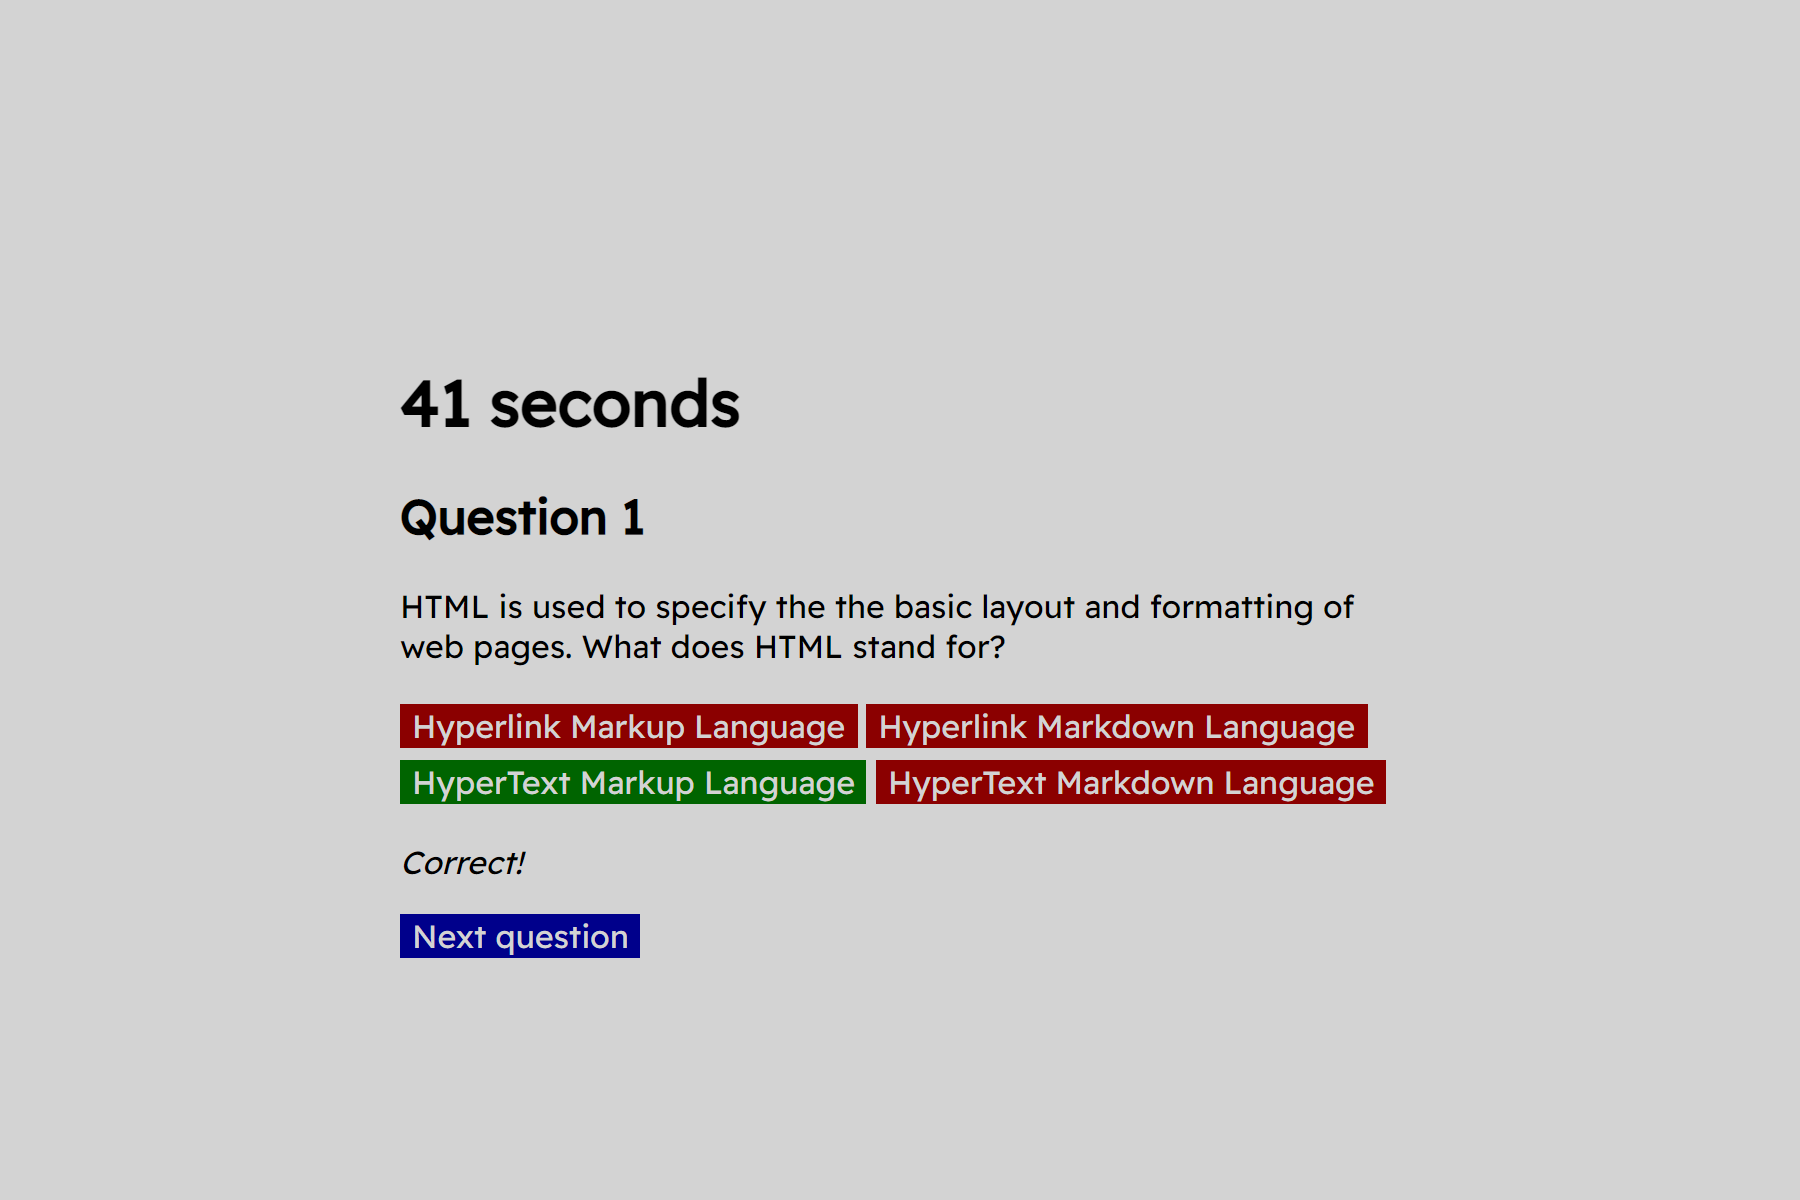 41 seconds
Question 1
HTML is used to specify the the basic layout and formatting of
web pages. What does HTML stand for?
Hyperlink Markup Language Hyperlink Markdown Language
HyperText Markup Language HyperText Markdown Language
Correct!
Next question